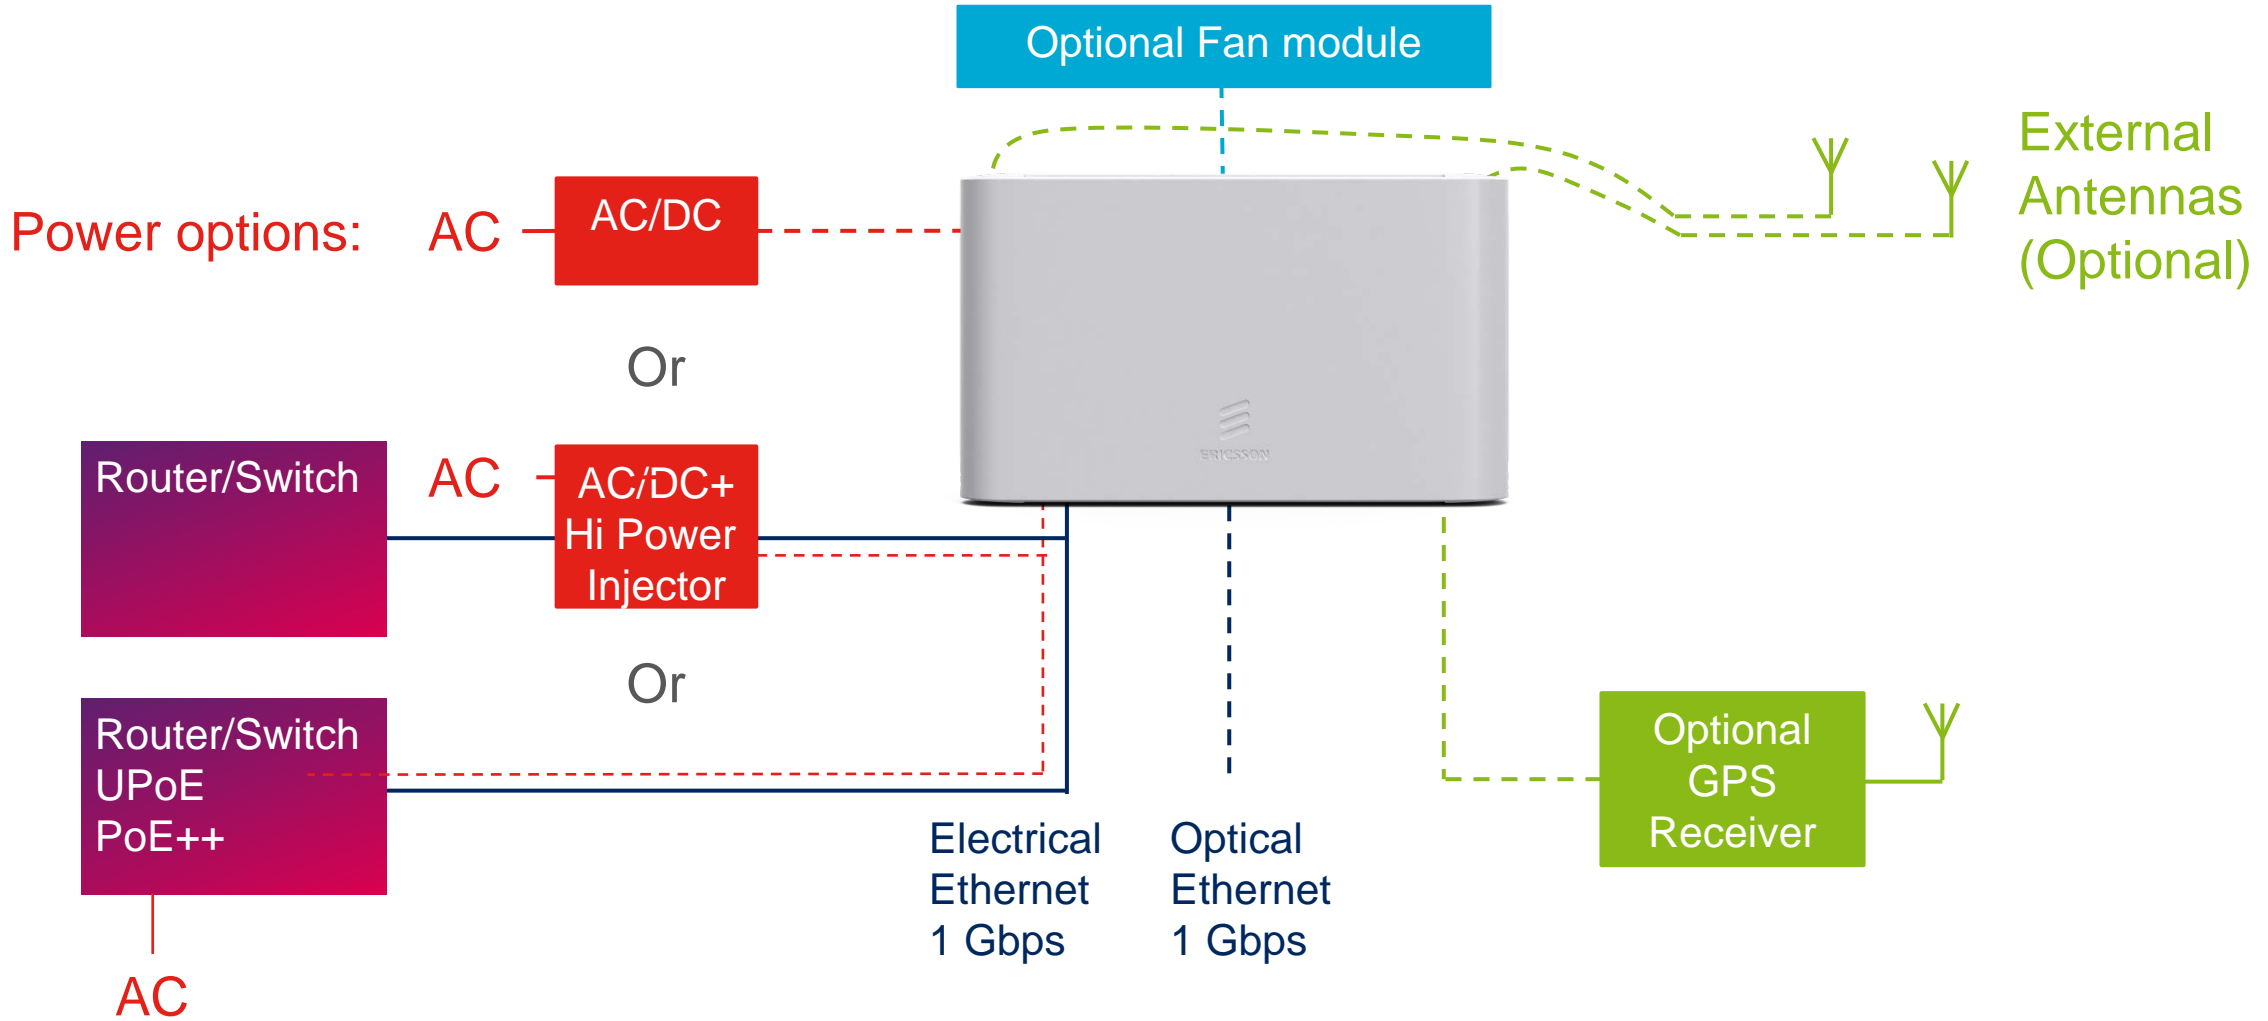 Optional Fan module
External
Antennas
(Optional)
Power options:
AC
AC/DC
Or
ERICSSON
Router/Switch
AC
AC/DC+
Hi Power
Injector
Or
Router/Switch
UPoE
PoE++
AC
Electrical
Ethernet
1 Gbps
Optical
Ethernet
1 Gbps
Optional
GPS
Receiver